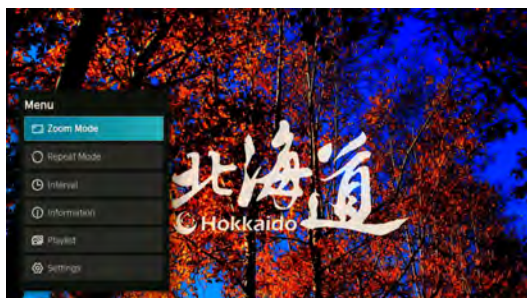 Menu
Zoom Mode
Repeat Mode
Interval
Information
Playlist
Settings
北海道
Hokkaido